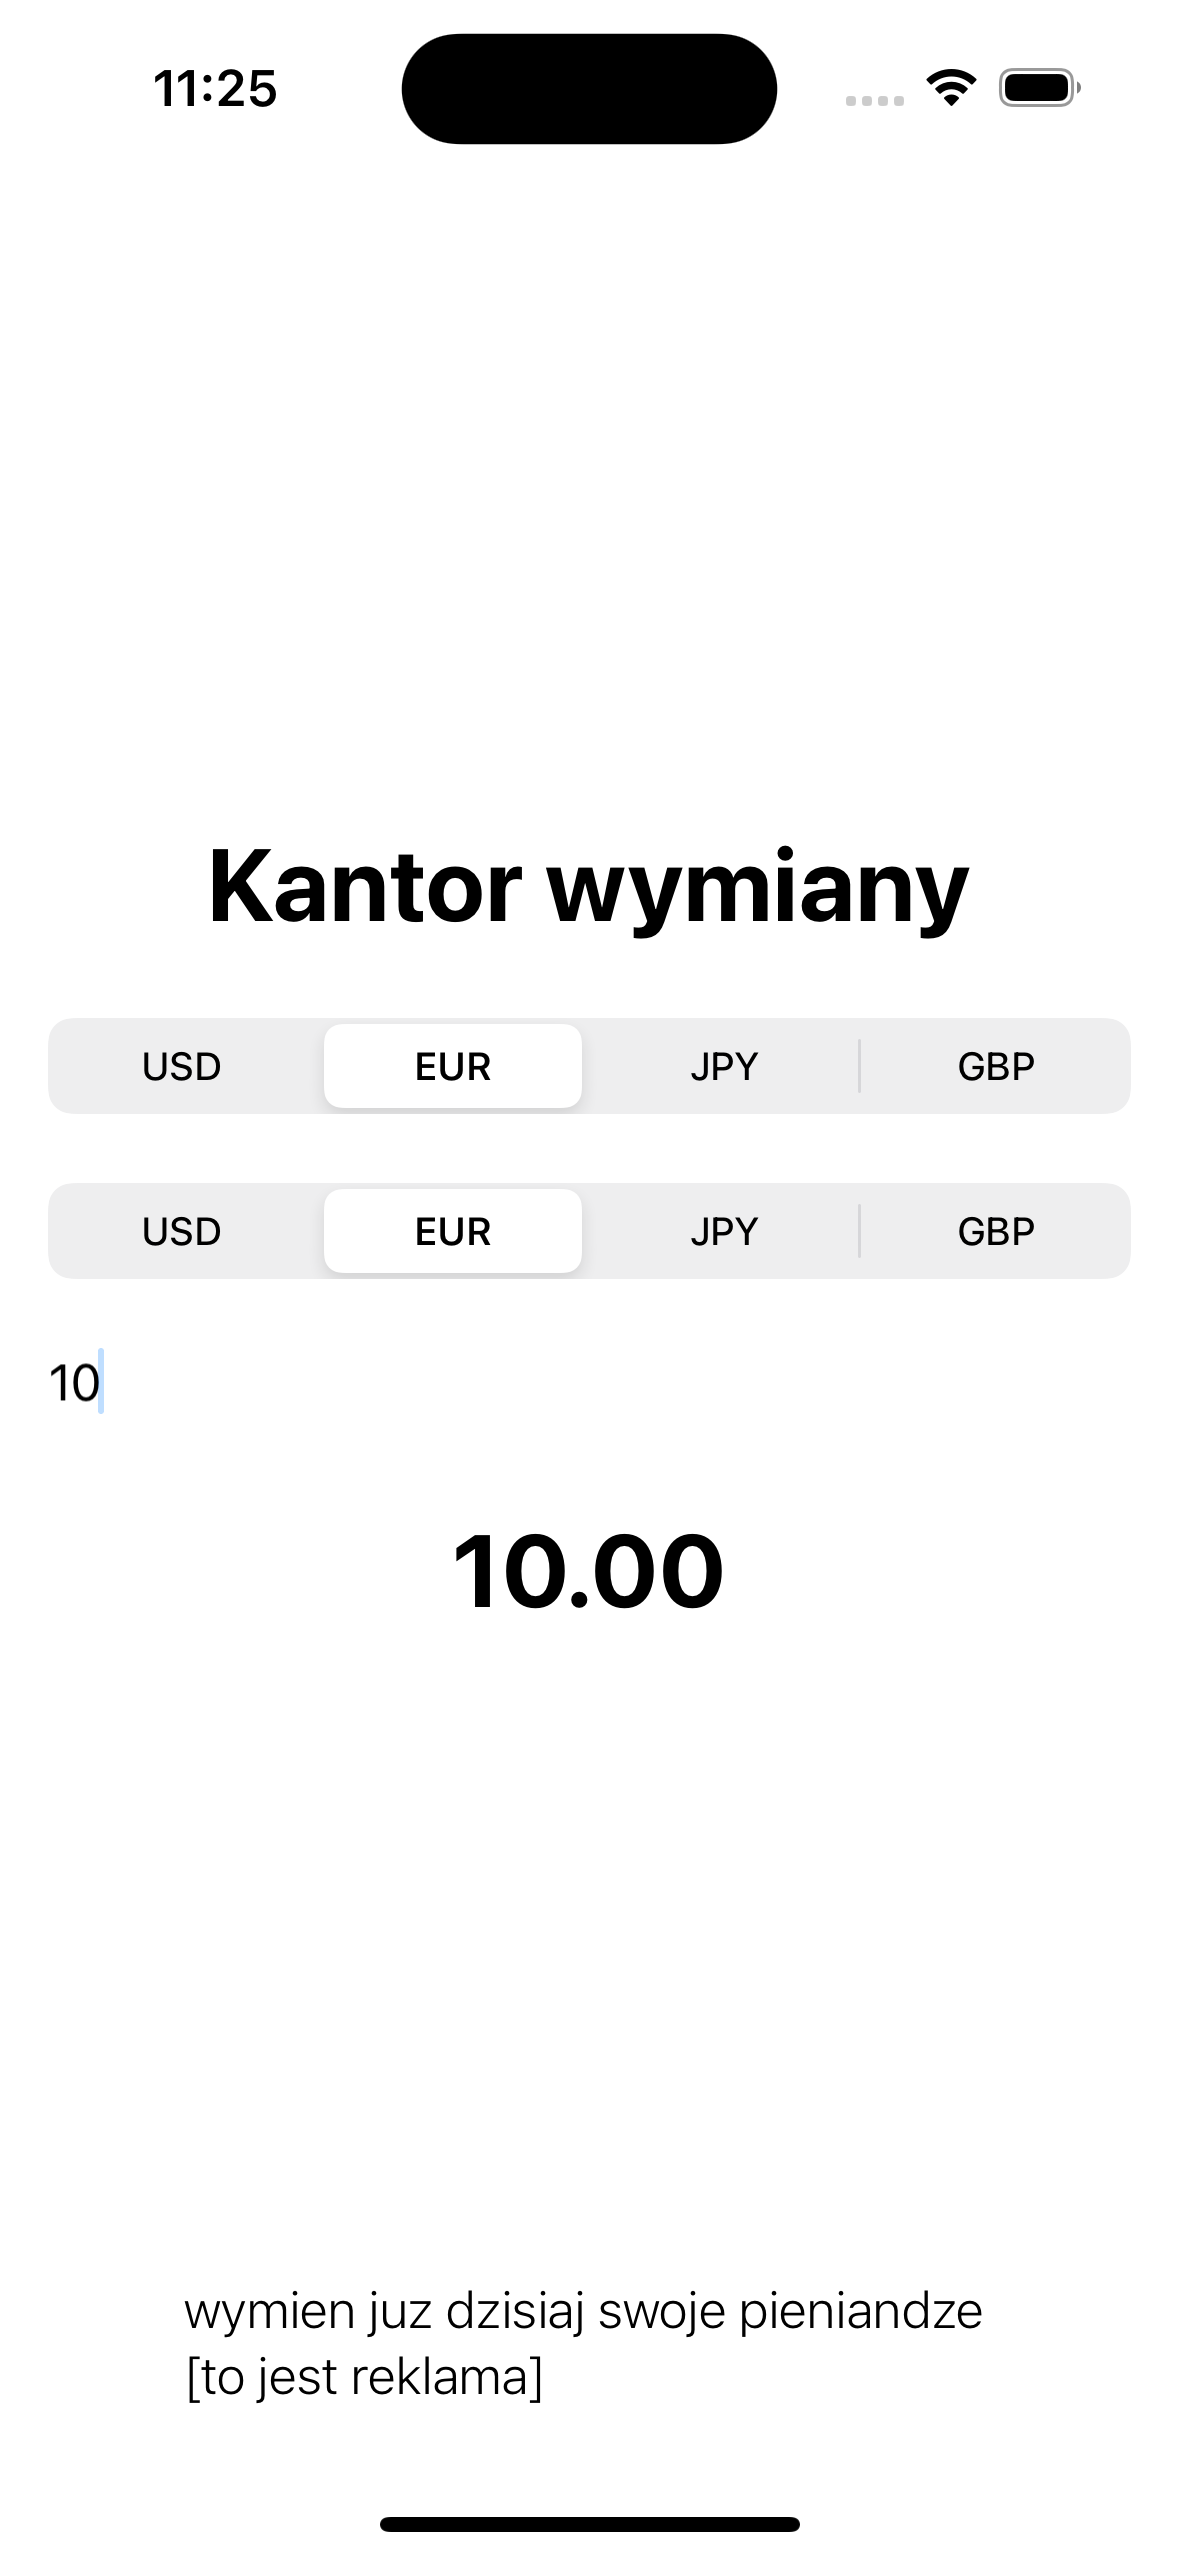 11:25
Kantor wymiany
USD EUR JPY GBP
USD EUR JPY GBP
10
10.00
wymien juz dzisiaj swoje pieniandze
[to jest reklama]